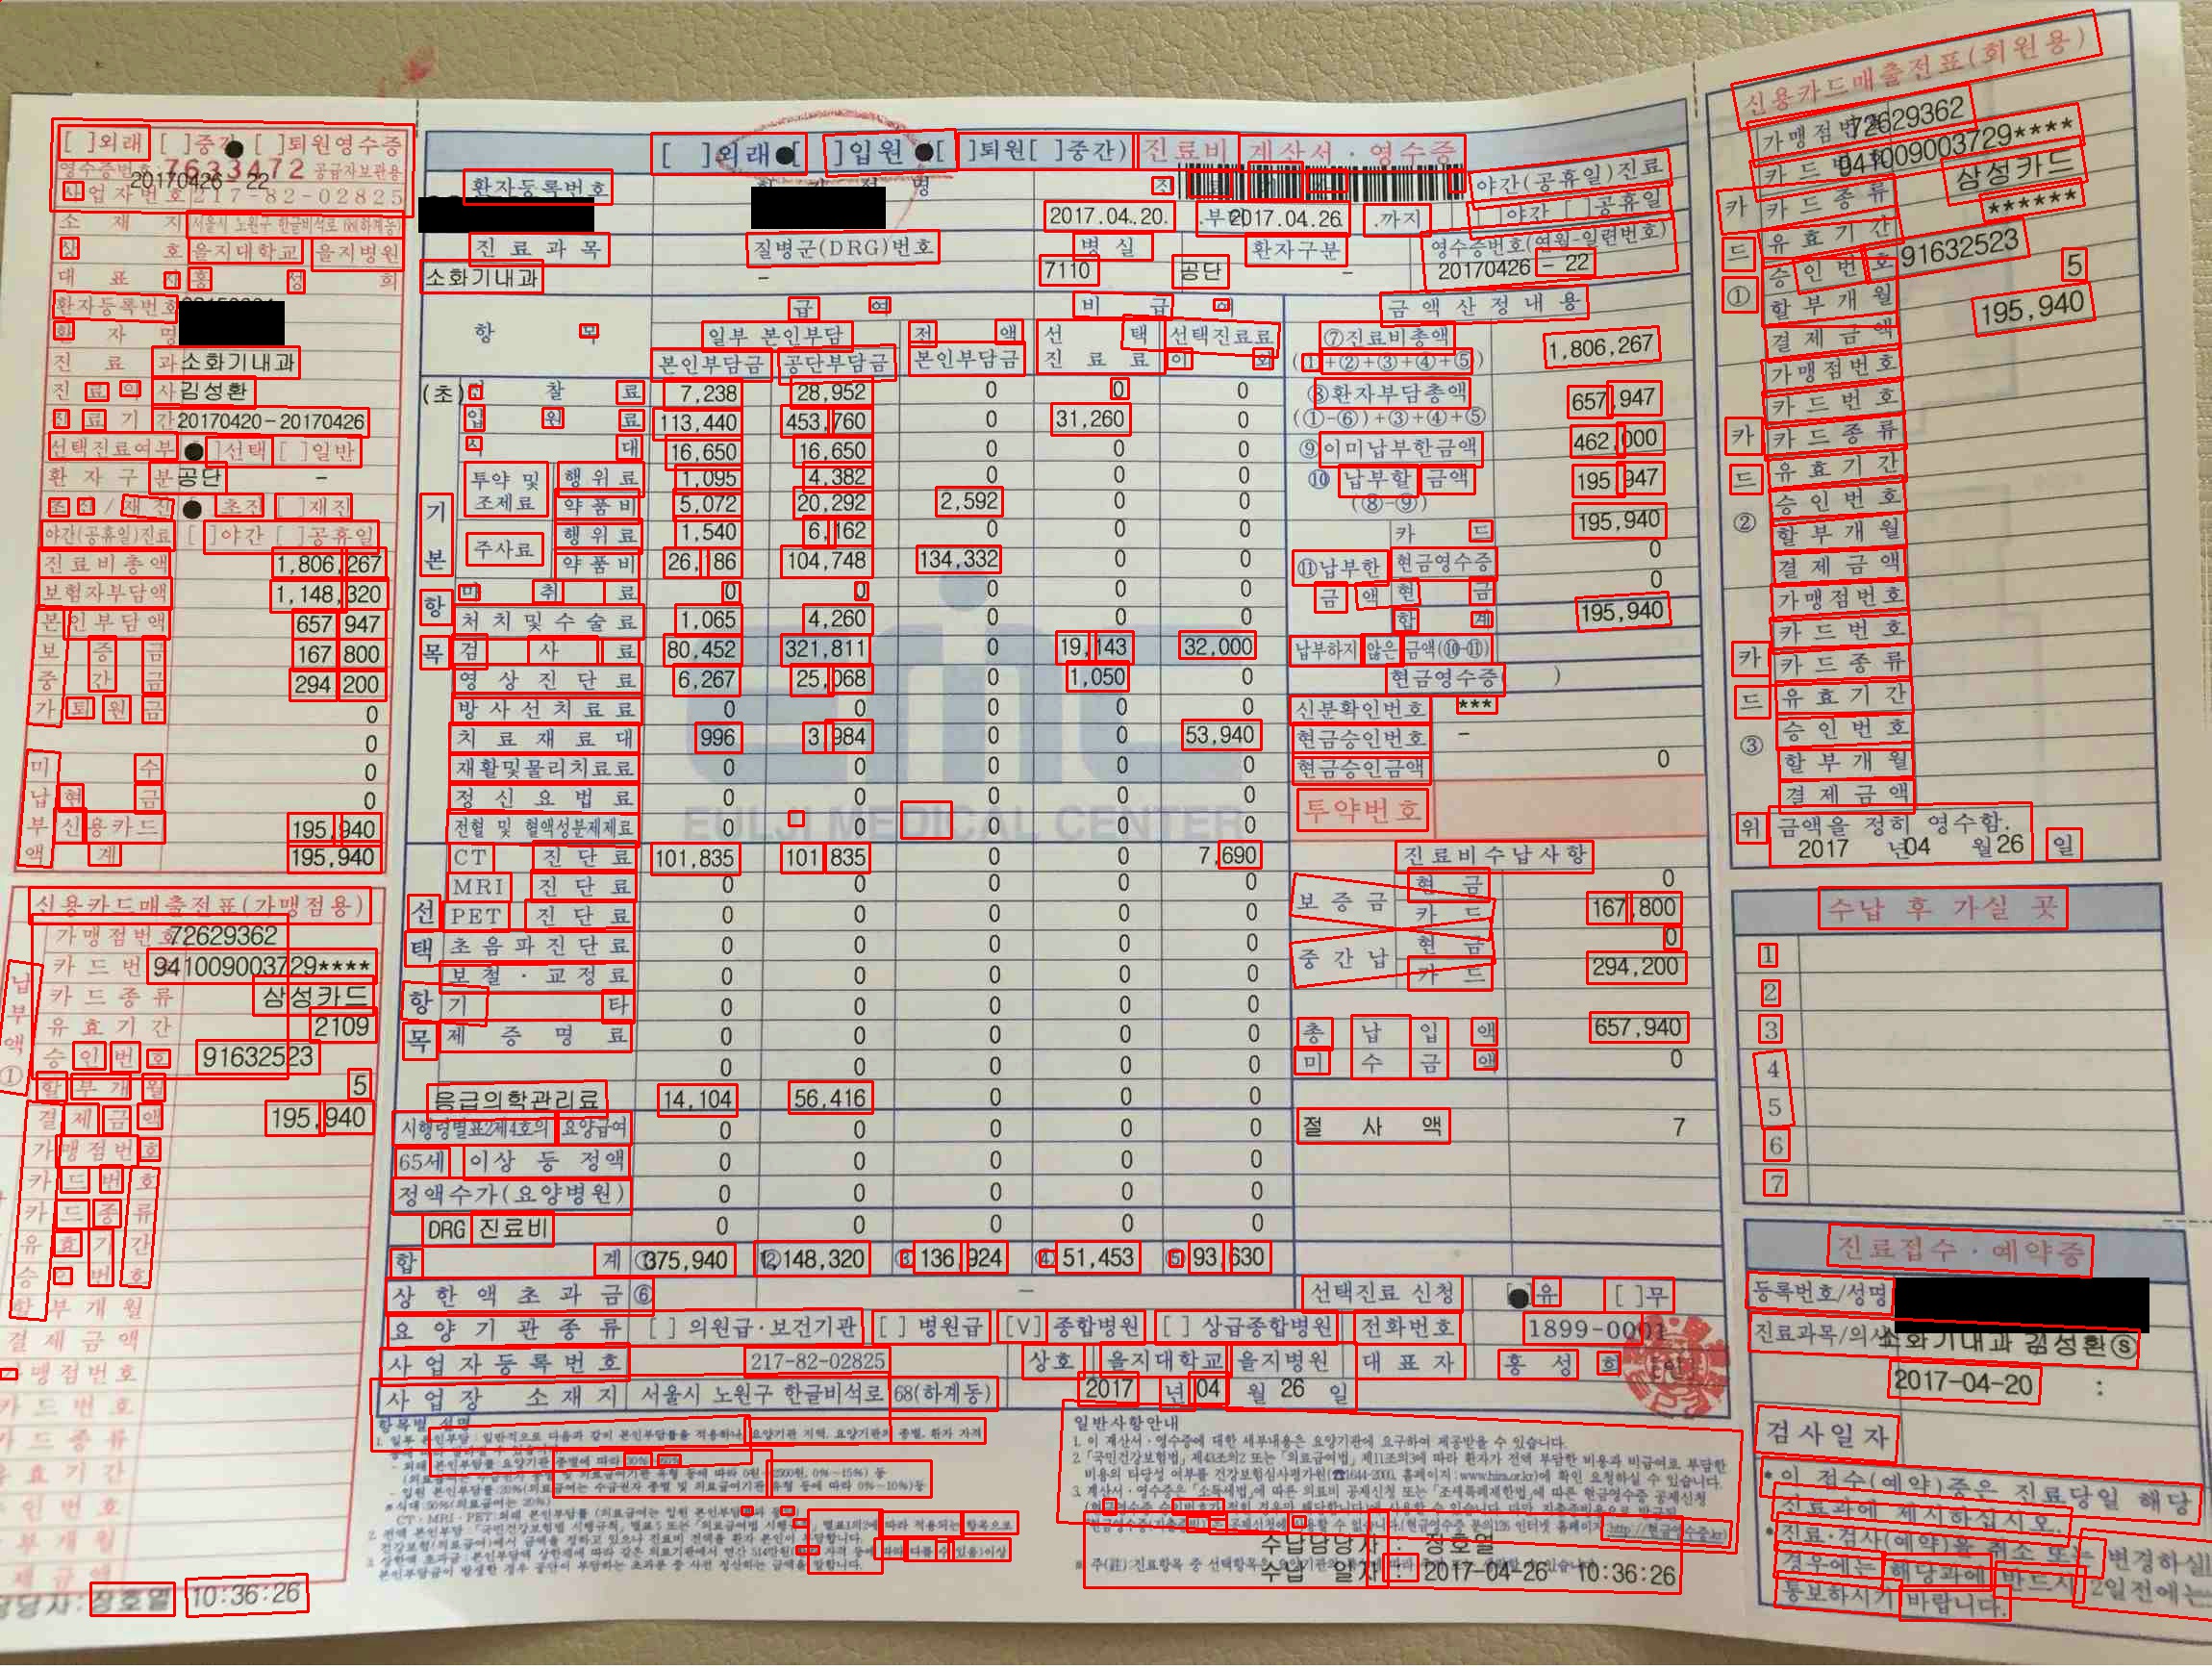 [ ]외래 [ ]중간 [ ]퇴원영수증
영수증번호 7633472 공급자보관용
20170426 - 22
사업자번호 217-82-02825
소 재 지 서울시 노원구 한글비석로 68(하계동)
상 호 을지대학교 을지병원
대 표 자 홍 성 희
환자등록번호
환 자 명
진 료 과 소화기내과
진 료 의 사 김성환
진 료 기 간 20170420-20170426
선택진료여부 [●]선택 [ ]일반
환 자 구 분 공단 -
초진/재진 ● 초진 [ ]재진
야간(공휴일)진료 [ ]야간 [ ]공휴일
진료비총액 1,806,267
보험자부담액 1,148,320
본인부담액 657,947
보 증 금 167,800
중 간 금 294,200
가 퇴 원 금 0
0
미 수 0
납 현 금 0
부 신용카드 195,940
액 계 195,940
신용카드매출전표(가맹점용)
납부액 ①
가맹점번호 72629362
카드번호 941009003729****
카드종류 삼성카드
유효기간 2109
승인번호 91632523
할부개월 5
결제금액 195,940
가맹점번호
카드번호
카드종류
유효기간
승인번호
할부개월
결제금액
가맹점번호
카드번호
카드종류
유효기간
승인번호
할부개월
결제금액
담당사: 장호열 10:36:26
[ ]외래 ●[ ]입원 ●[ ]퇴원[ ]중간) 진료비 계산서 · 영수증
환자등록번호 환 자 성 명 진 료 기 간 야간(공휴일)진료
2017.04.20. .부터 2017.04.26. .까지 [ ]야간 [ ]공휴일
진료과목 질병군(DRG)번호 병 실 환자구분 영수증번호(연월-일련번호)
소화기내과 - 7110 공단 - 20170426 - 22
항 목 급 여 비 급 여 금액산정내용
일부 본인부담 전 액 선 택 선택진료료
본인부담금 공단부담금 본인부담금 진 료 료 이 외
기본항목
(초)진 찰 료 7,238 28,952 0 0 0
입 원 료 113,440 453,760 0 31,260 0
식 대 16,650 16,650 0 0 0
투약 및 조제료 행위료 1,095 4,382 0 0 0
약품비 5,072 20,292 2,592 0 0
주사료 행위료 1,540 6,162 0 0 0
약품비 26,186 104,748 134,332 0 0
마 취 료 0 0 0 0 0
처치및수술료 1,065 4,260 0 0 0
검 사 료 80,452 321,811 0 19,143 32,000
영상진단료 6,267 25,068 0 1,050 0
방사선치료료 0 0 0 0 0
치료재료대 996 3,984 0 0 53,940
재활및물리치료료 0 0 0 0 0
정신요법료 0 0 0 0 0
전혈 및 혈액성분제제료 0 0 0 0
EULJI MEDICAL CENTER
선택항목
CT 진단료 101,835 101,835 0 0 7,690
MRI 진단료 0 0 0 0 0
PET 진단료 0 0 0 0 0
초음파진단료 0 0 0 0 0
보철·교정료 0 0 0 0 0
기 타 0 0 0 0 0
제 증 명 료 0 0 0 0 0
0 0 0 0 0
응급의학관리료 14,104 56,416 0 0 0
시행령별표2제4호의 요양급여 0 0 0 0 0
65세 이상 등 정액 0 0 0 0 0
정액수가(요양병원) 0 0 0 0 0
DRG 진료비 0 0 0 0 0
합 계 ①375,940 ②1,148,320 ③136,924 ④51,453 ⑤93,630
상한액초과금⑥ -
⑦진료비총액 1,806,267
(①+②+③+④+⑤)
⑧환자부담총액 657,947
(①-⑥)+③+④+⑤
⑨이미납부한금액 462,000
⑩ 납부할 금액 195,947
(⑧-⑨)
⑪납부한 금액
카 드 195,940
현금영수증 0
현 금 0
합 계 195,940
납부하지 않은 금액(⑩-⑪)
현금영수증( )
신분확인번호 ***
현금승인번호 -
현금승인금액 0
투약번호
진료비수납사항
보증금 현 금 0
카 드 167,800
중간납 현 금 0
카 드 294,200
총 납 입 액 657,940
미 수 금 액 0
절 사 액 7
선택진료 신청 [●]유 [ ]무
요양기관종류 [ ] 의원급·보건기관 [ ] 병원급 [V] 종합병원 [ ] 상급종합병원 전화번호 1899-0001
사업자등록번호 217-82-02825 상호 을지대학교 을지병원 대 표 자 홍 성 희 인
사업장 소재지 서울시 노원구 한글비석로 68(하계동) 2017 년 04 월 26 일
항목별 설명
1. 일부 본인부담 : 일반적으로 다음과 같이 본인부담률을 적용하나, 요양기관 지역, 요양기관 종별, 환자 자격
일반사항안내
1. 이 계산서·영수증에 대한 세부내용은 요양기관에 요구하여 제공받을 수 있습니다.
2. 「국민건강보험법」 제43조의2 또는 「의료급여법」 제11조의3에 따라 환자가 전액 부담한 비용과 비급여로 부담한
비용의 타당성 여부를 건강보험심사평가원(☎1644-2000, 홈페이지 : www.hira.or.kr)에 확인 요청하실 수 있습니다.
3. 계산서·영수증은 「소득세법」에 따른 의료비 공제신청 또는 「조세특례제한법」에 따른 현금영수증 공제신청
수납담당자 : 장호열
수납 일자 : 2017-04-26 10:36:26
신용카드매출전표(회원용)
카드①
가맹점번호 72629362
카드번호 941009003729****
카드종류 삼성카드
유효기간 ******
승인번호 91632523
할부개월 5
결제금액 195,940
카드②
가맹점번호
카드번호
카드종류
유효기간
승인번호
할부개월
결제금액
카드③
가맹점번호
카드번호
카드종류
유효기간
승인번호
할부개월
결제금액
위 금액을 정히 영수함.
2017 년 04 월 26 일
수납 후 가실 곳
1
2
3
4
5
6
7
진료접수·예약증
등록번호/성명
진료과목/의사 소화기내과 김성환ⓢ
2017-04-20 :
검사일자
* 이 접수(예약)증은 진료당일 해당
진료과에 제시하십시오.
* 진료·검사(예약)을 취소 또는 변경하실
경우에는 해당과에 반드시 2일전에는
통보하시기 바랍니다.